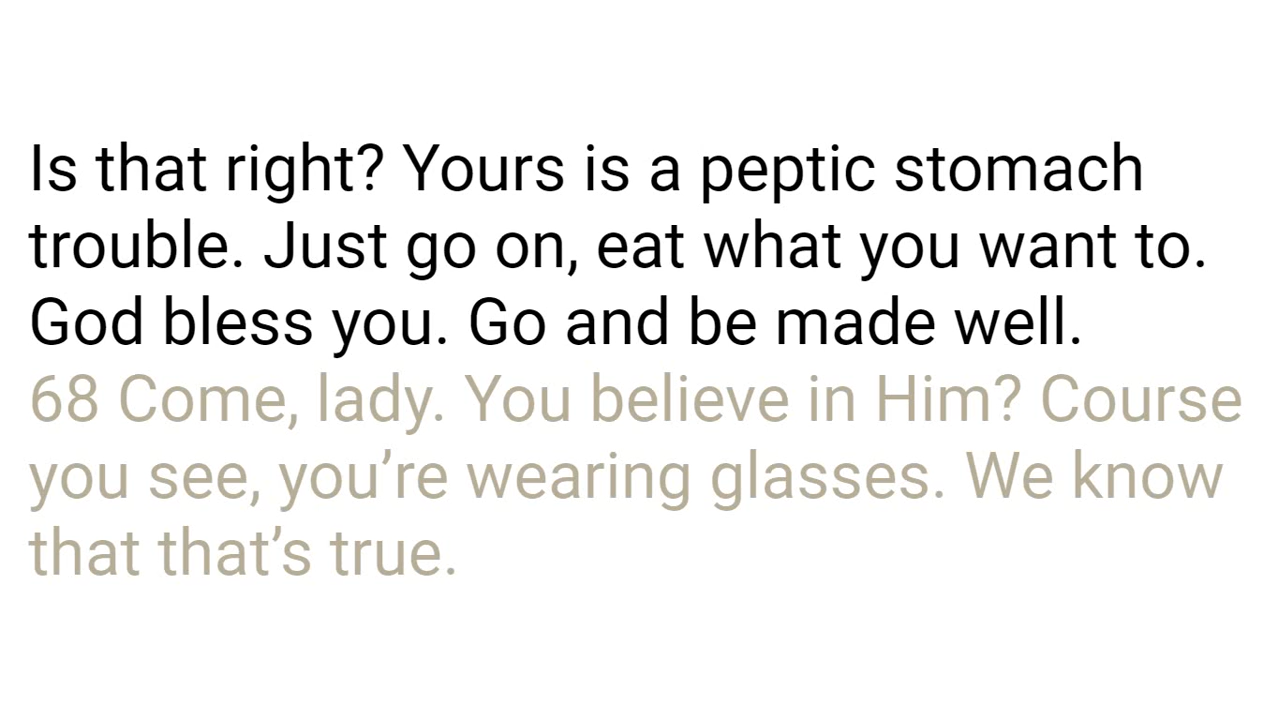 Is that right? Yours is a peptic stomach
trouble. Just go on, eat what you want to.
God bless you. Go and be made well.
68 Come, lady. You believe in Him? Course
you see, you’re wearing glasses. We know
that that’s true.